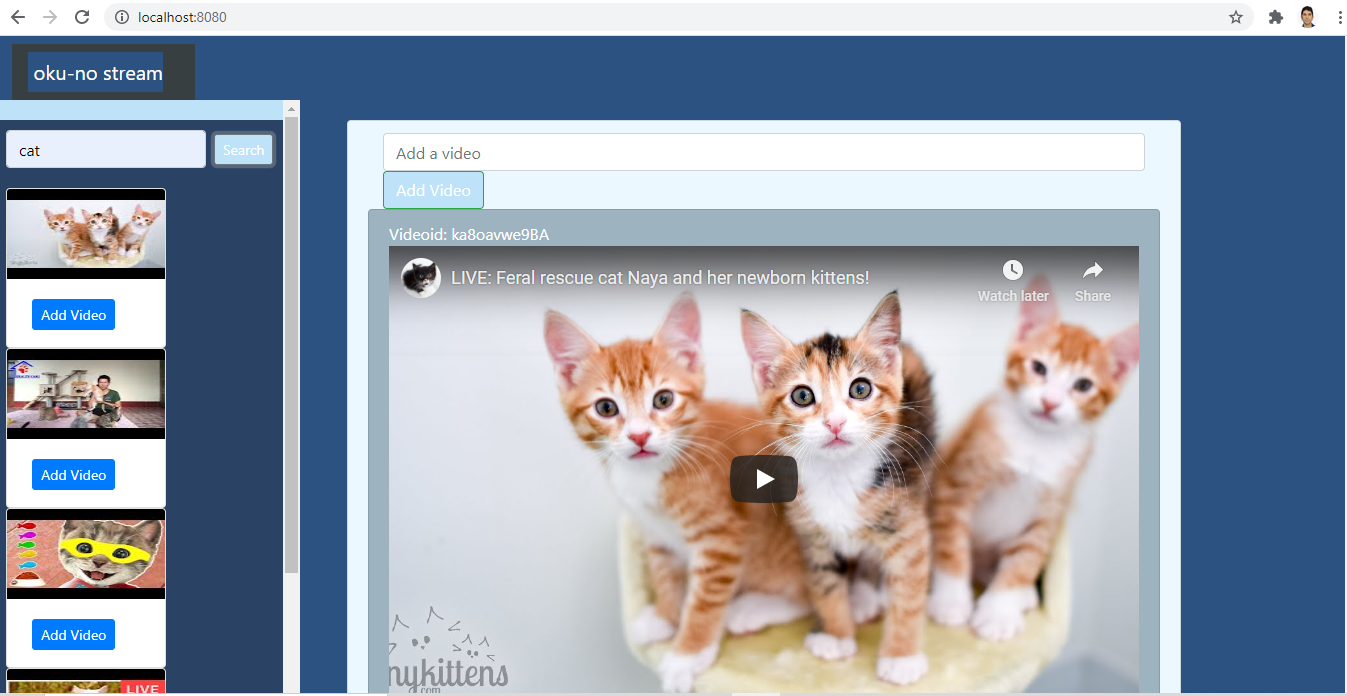 localhost:8080
oku-no stream
cat
Search
Add Video
Add Video
Add Video
LIVE
Add a video
Add Video
Videoid: ka8oavwe9BA
LIVE: Feral rescue cat Naya and her newborn kittens!
Watch later
Share
nykittens
.com